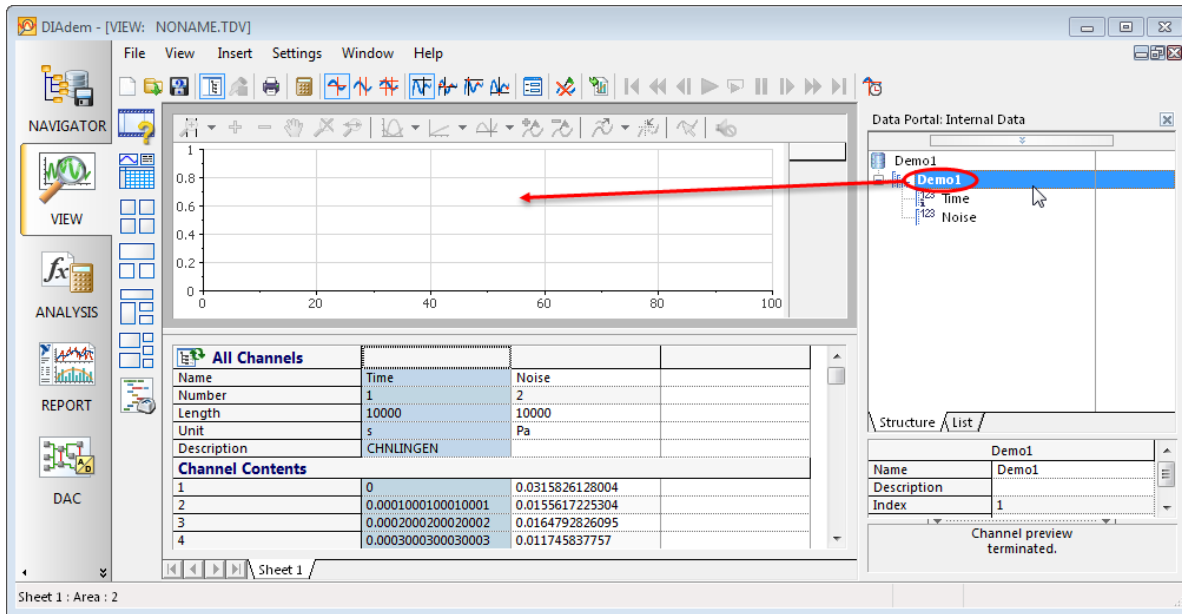 DIAdem - [VIEW: NONAME.TDV]
File View Insert Settings Window Help
NAVIGATOR
VIEW
ANALYSIS
REPORT
DAC
1
0.8
0.6
0.4
0.2
0
0 20 40 60 80 100
All Channels
Name Time Noise
Number 1 2
Length 10000 10000
Unit s Pa
Description CHNLINGEN
Channel Contents
1 0 0.0315826128004
2 0.0001000100010001 0.0155617225304
3 0.0002000200020002 0.0164792826095
4 0.0003000300030003 0.011745837757
Sheet 1
Data Portal: Internal Data
Demo1
Demo1
123 Time
123 Noise
Structure List
Demo1
Name Demo1
Description
Index 1
Channel preview
terminated.
Sheet 1 : Area : 2